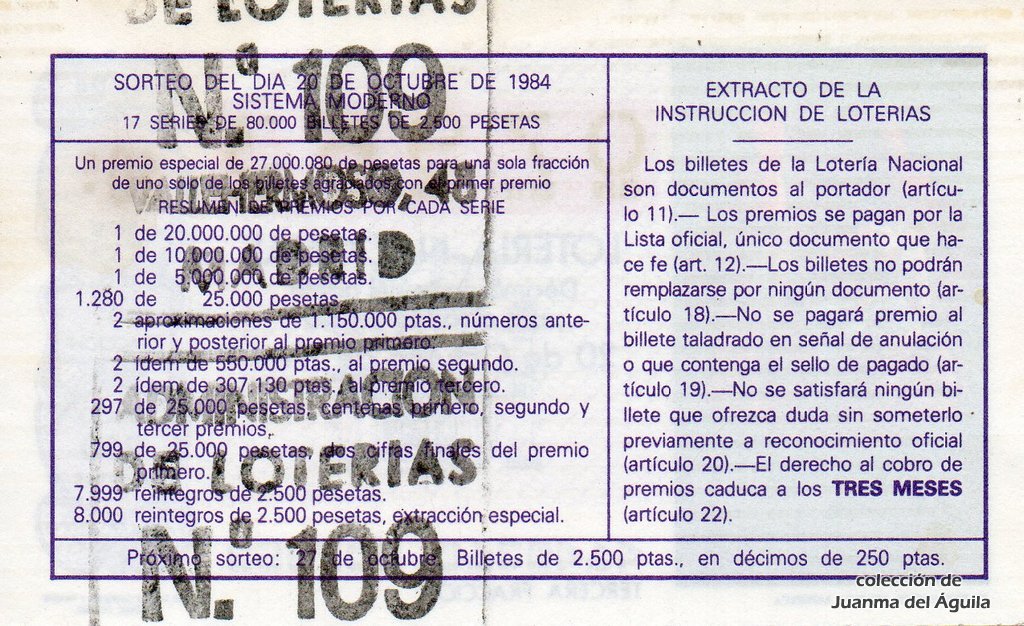 DE LOTERIAS
N.º 109
SORTEO DEL DIA 20 DE OCTUBRE DE 1984
SISTEMA MODERNO
17 SERIES DE 80.000 BILLETES DE 2.500 PESETAS
Un premio especial de 27.000.080 de pesetas para una sola fracción
de uno solo de los billetes agraciados con el primer premio
RESUMEN DE PREMIOS POR CADA SERIE
1 de 20.000.000 de pesetas.
1 de 10.000.000 de pesetas.
1 de 5.000.000 de pesetas.
1.280 de 25.000 pesetas
2 aproximaciones de 1.150.000 ptas., números ante-
rior y posterior al premio primero.
2 ídem de 550.000 ptas., al premio segundo.
2 ídem de 307.130 ptas., al premio tercero.
297 de 25.000 pesetas, centenas primero, segundo y
tercer premios,
799 de 25.000 pesetas, dos cifras finales del premio
primero.
7.999 reintegros de 2.500 pesetas.
8.000 reintegros de 2.500 pesetas, extracción especial.
MADRID
ADMINISTRACION
DE LOTERIAS
N.º 109
EXTRACTO DE LA
INSTRUCCION DE LOTERIAS
Los billetes de la Lotería Nacional
son documentos al portador (artícu-
lo 11).— Los premios se pagan por la
Lista oficial, único documento que ha-
ce fe (art. 12).—Los billetes no podrán
remplazarse por ningún documento (ar-
tículo 18).—No se pagará premio al
billete taladrado en señal de anulación
o que contenga el sello de pagado (ar-
tículo 19).—No se satisfará ningún bi-
llete que ofrezca duda sin someterlo
previamente a reconocimiento oficial
(artículo 20).—El derecho al cobro de
premios caduca a los TRES MESES
(artículo 22).
Próximo sorteo: 27 de octubre. Billetes de 2.500 ptas., en décimos de 250 ptas.
colección de
Juanma del Águila